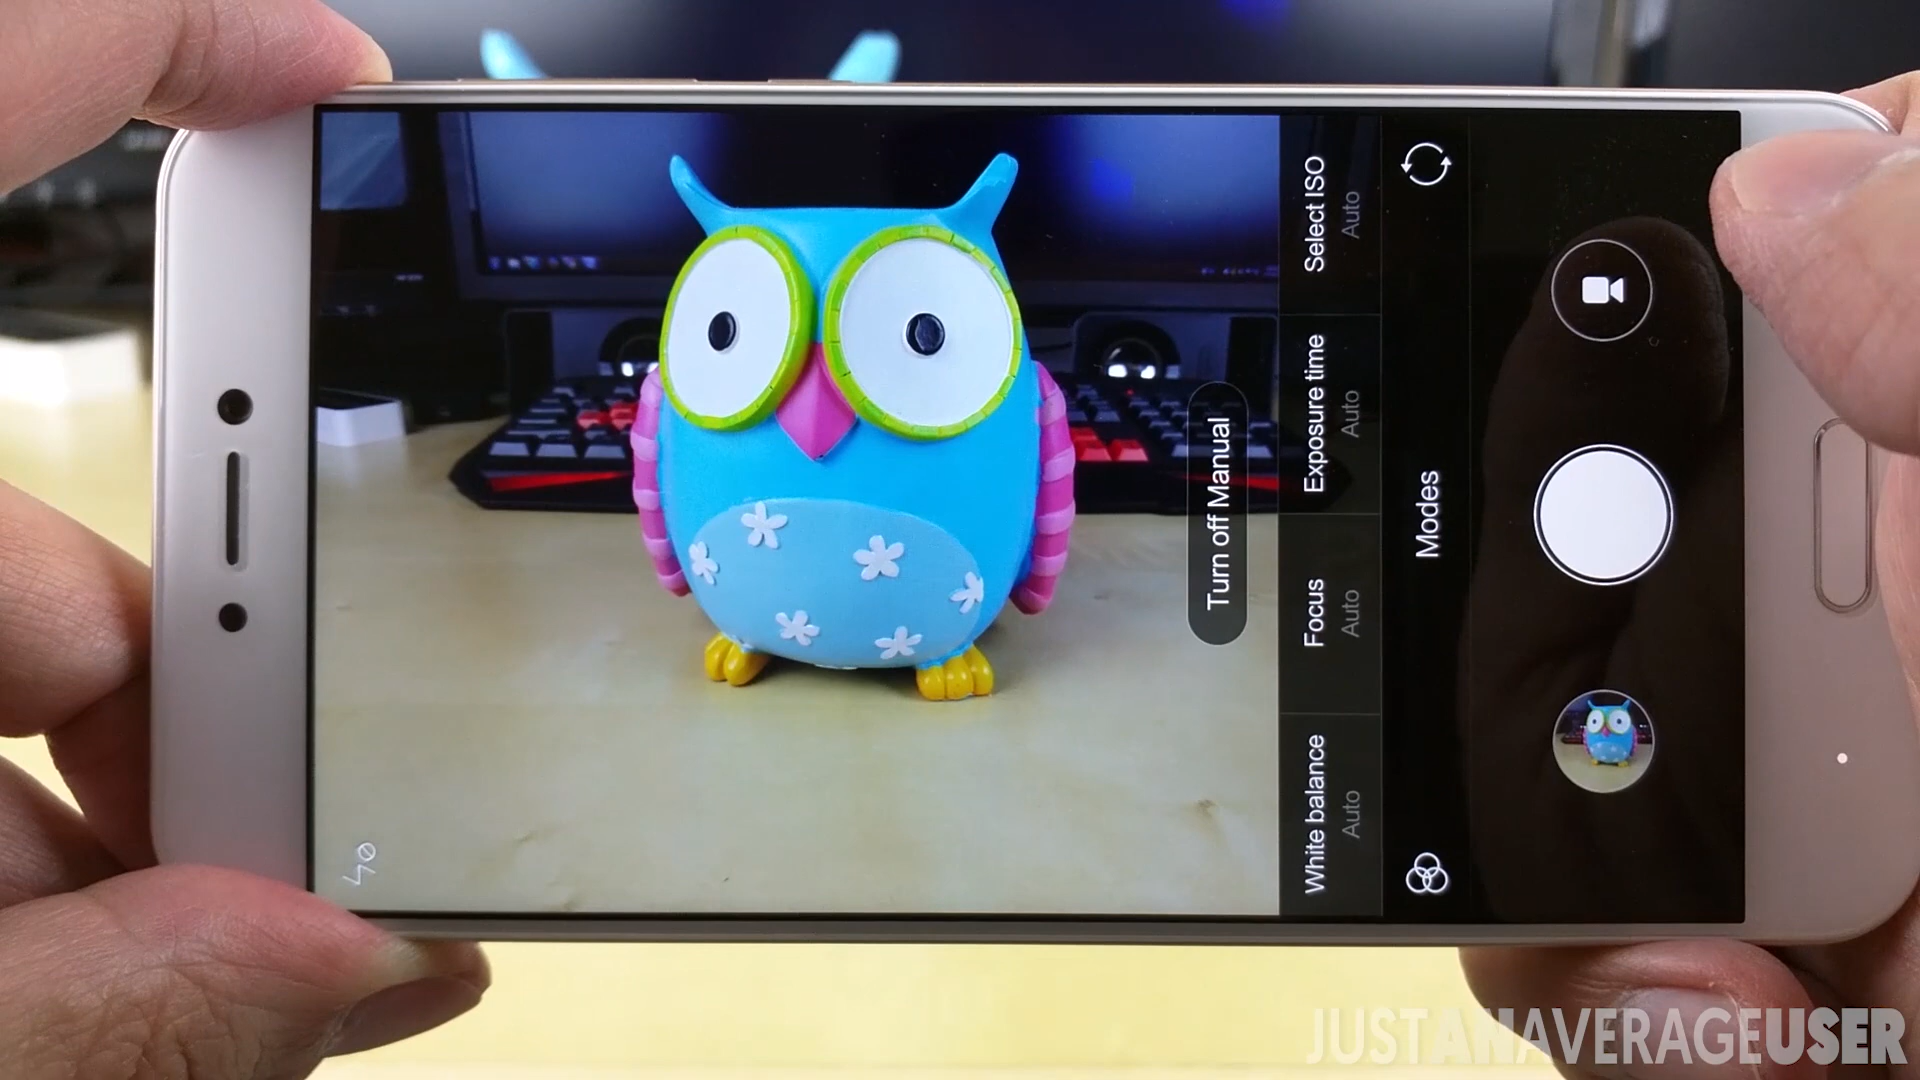 Select ISO
Auto
Exposure time
Auto
Focus
Auto
White balance
Auto
Turn off Manual
Modes
JUSTANAVERAGEUSER